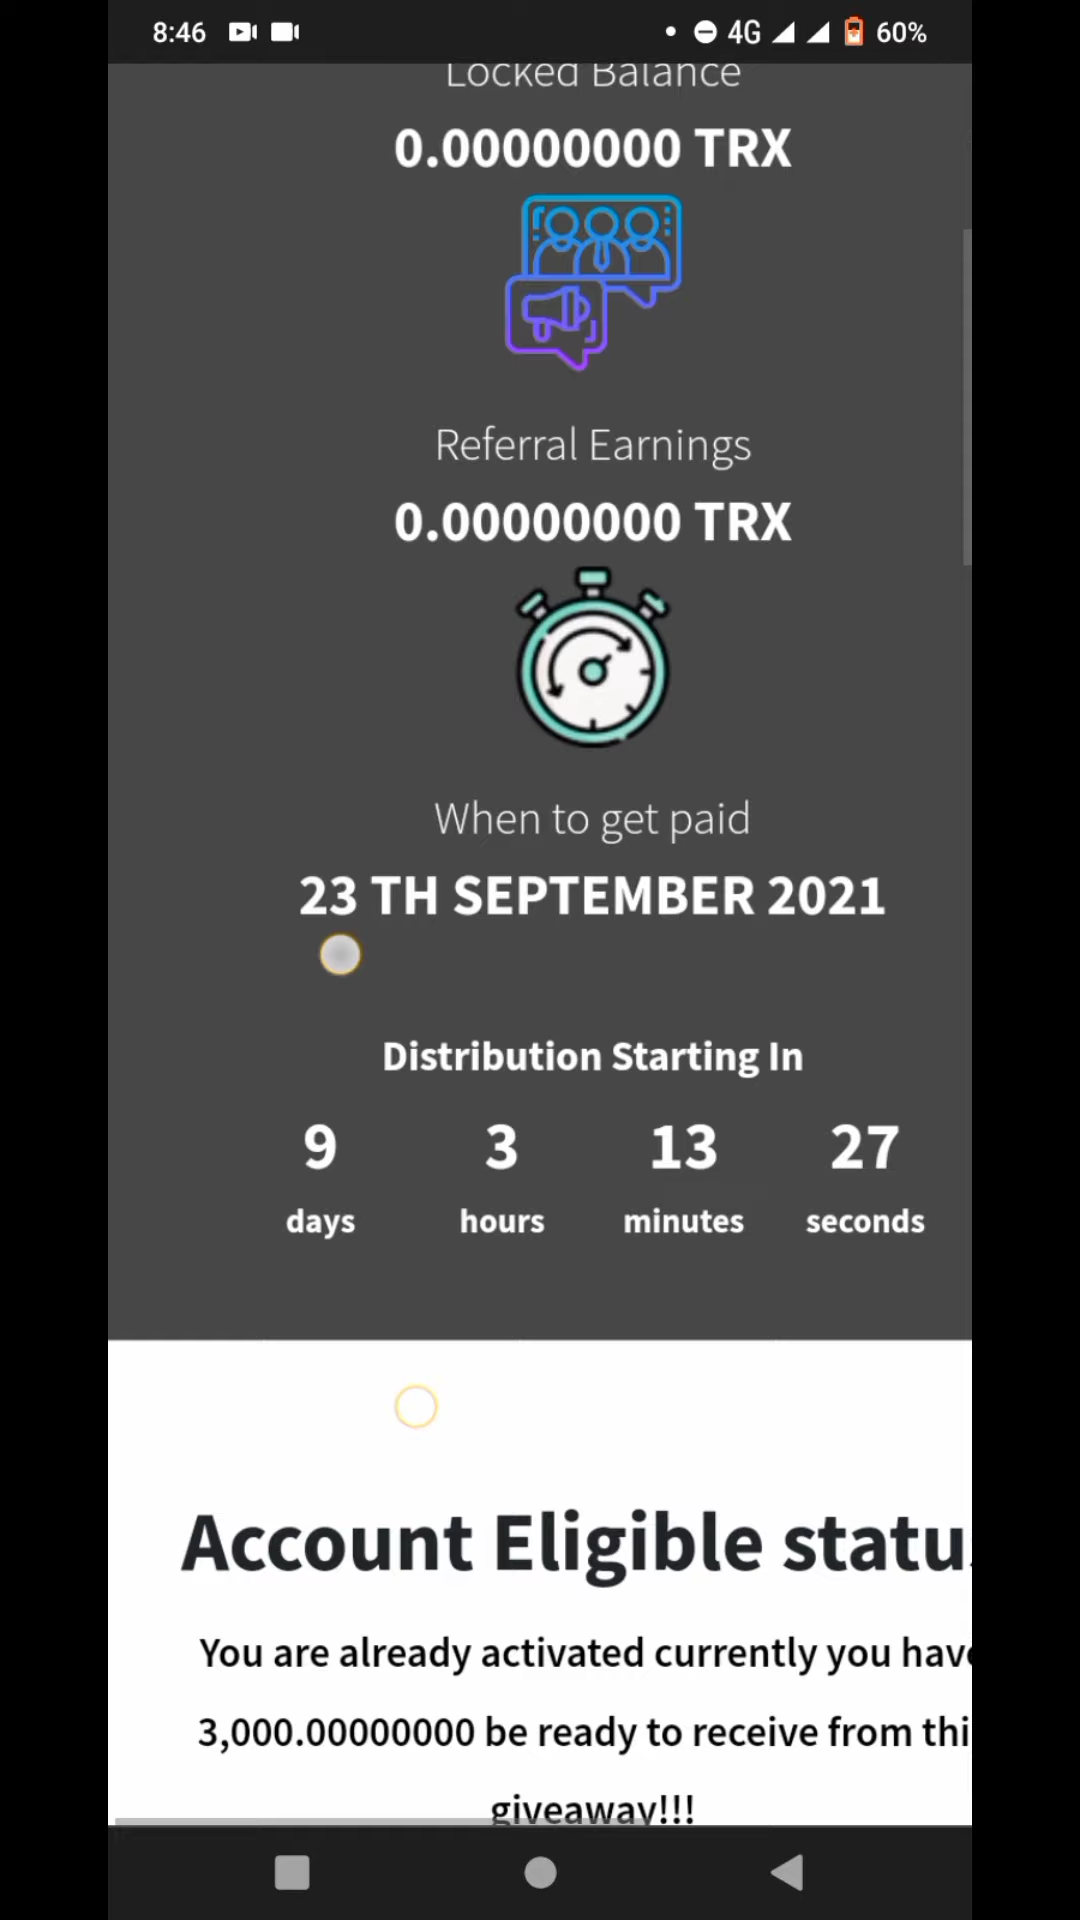 8:46 4G 60%
Locked Balance
0.00000000 TRX
Referral Earnings
0.00000000 TRX
When to get paid
23 TH SEPTEMBER 2021
Distribution Starting In
9 3 13 27
days hours minutes seconds
Account Eligible statu
You are already activated currently you have
3,000.00000000 be ready to receive from thi
giveaway!!!